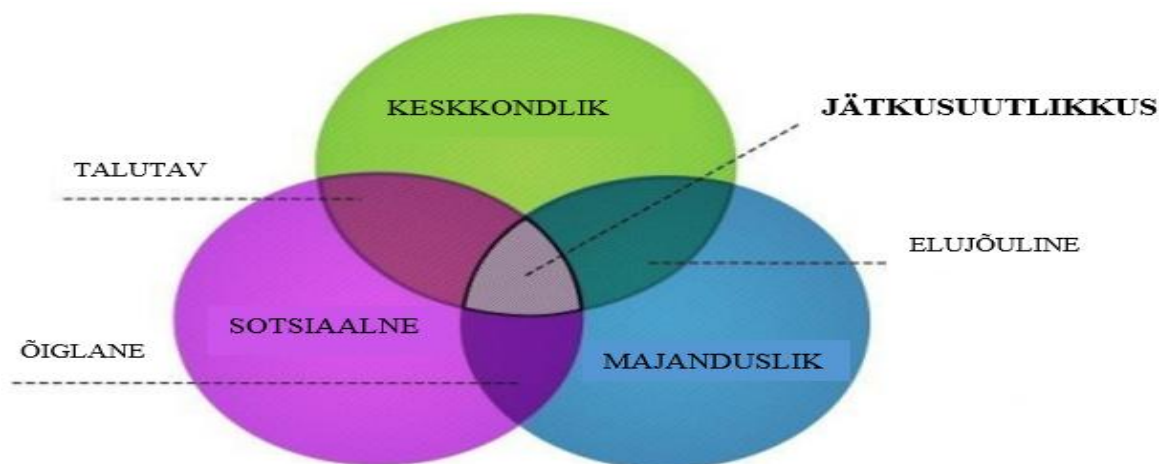 KESKKONDLIK
JÄTKUSUUTLIKKUS
TALUTAV
ELUJÕULINE
SOTSIAALNE
ÕIGLANE
MAJANDUSLIK